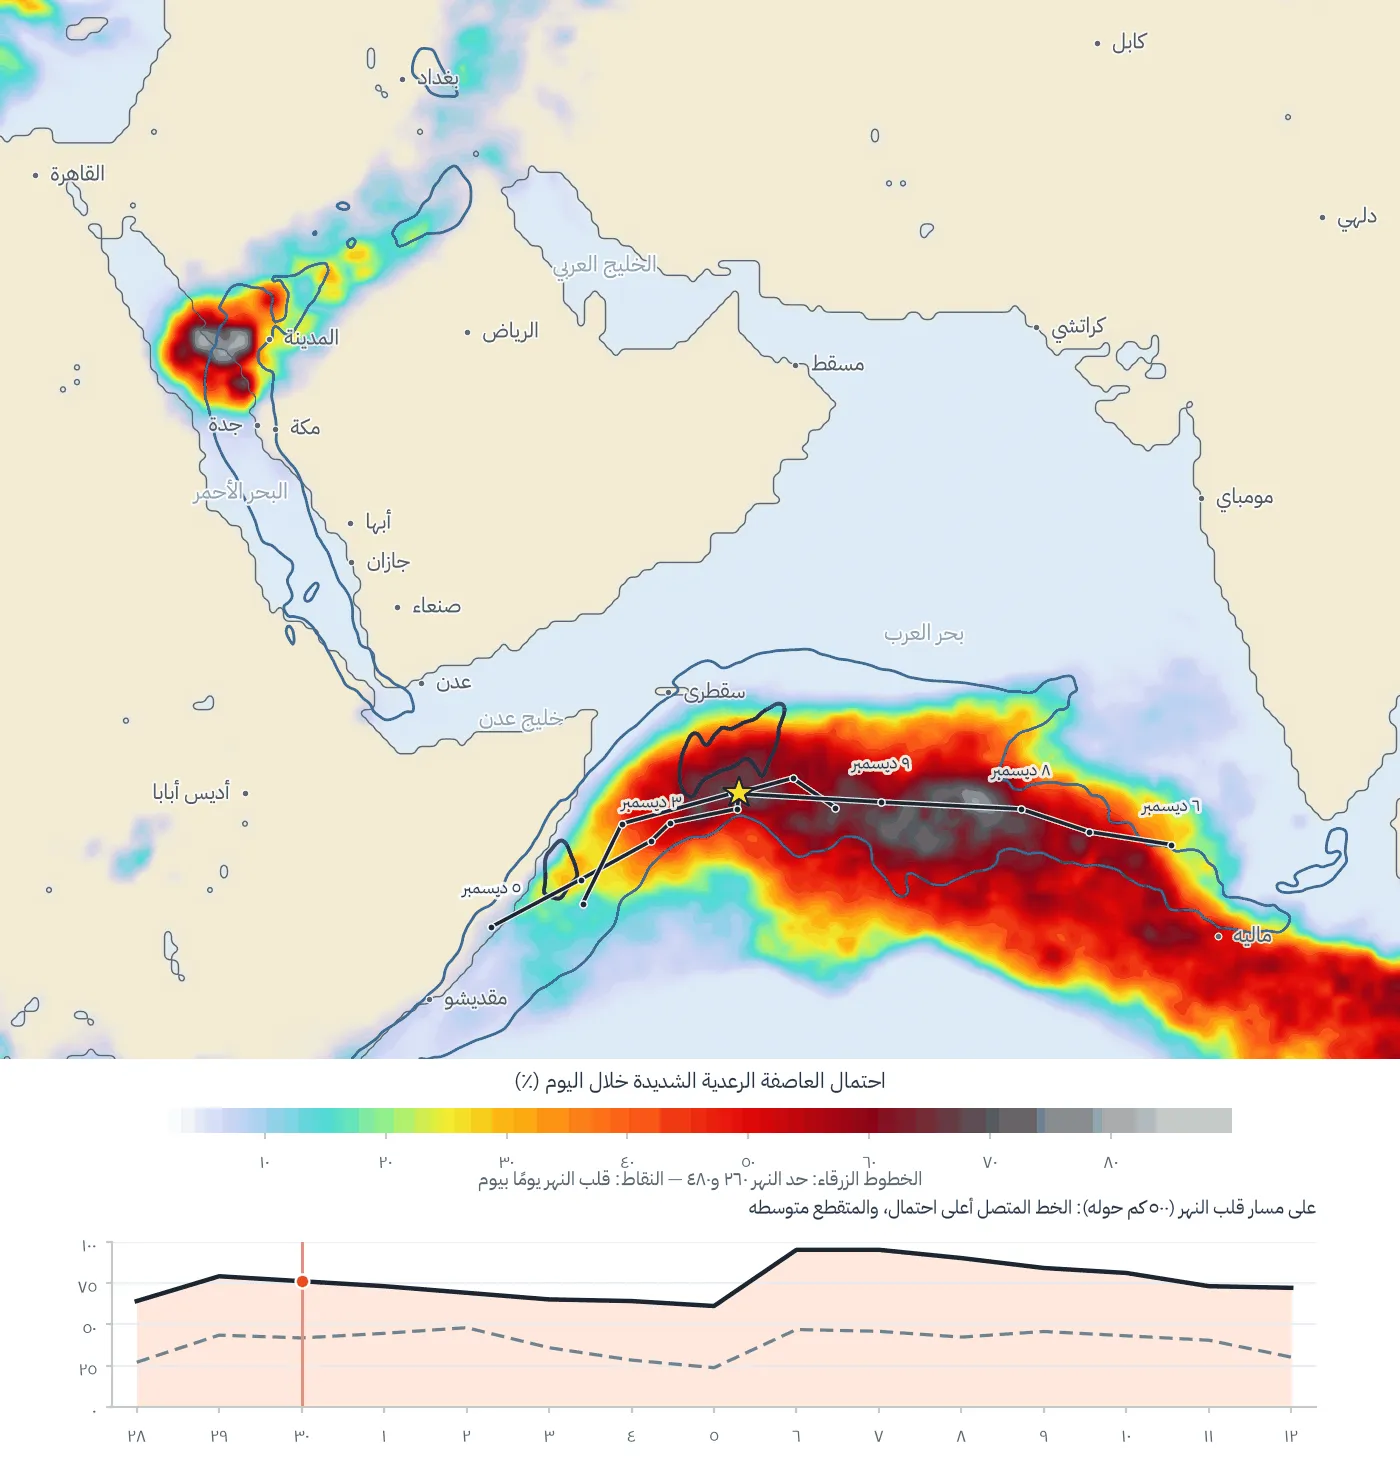 كابل
بغداد
القاهرة
دلهي
الخليج العربي
كراتشي
الرياض
المدينة
مسقط
جدة
مكة
البحر الأحمر
مومباي
أبها
جازان
صنعاء
بحر العرب
عدن
سقطرى
خليج عدن
٩ ديسمبر
٨ ديسمبر
أديس أبابا
٣ ديسمبر
٦ ديسمبر
٥ ديسمبر
ماليه
مقديشو
احتمال العاصفة الرعدية الشديدة خلال اليوم (٪)
١٠ ٢٠ ٣٠ ٤٠ ٥٠ ٦٠ ٧٠ ٨٠
الخطوط الزرقاء: حد النهر ٢٦٠ و٤٨٠ — النقاط: قلب النهر يومًا بيوم
على مسار قلب النهر (٥٠٠ كم حوله): الخط المتصل أعلى احتمال، والمتقطع متوسطه
١٠٠
٧٥
٥٠
٢٥
٠
٢٨ ٢٩ ٣٠ ١ ٢ ٣ ٤ ٥ ٦ ٧ ٨ ٩ ١٠ ١١ ١٢